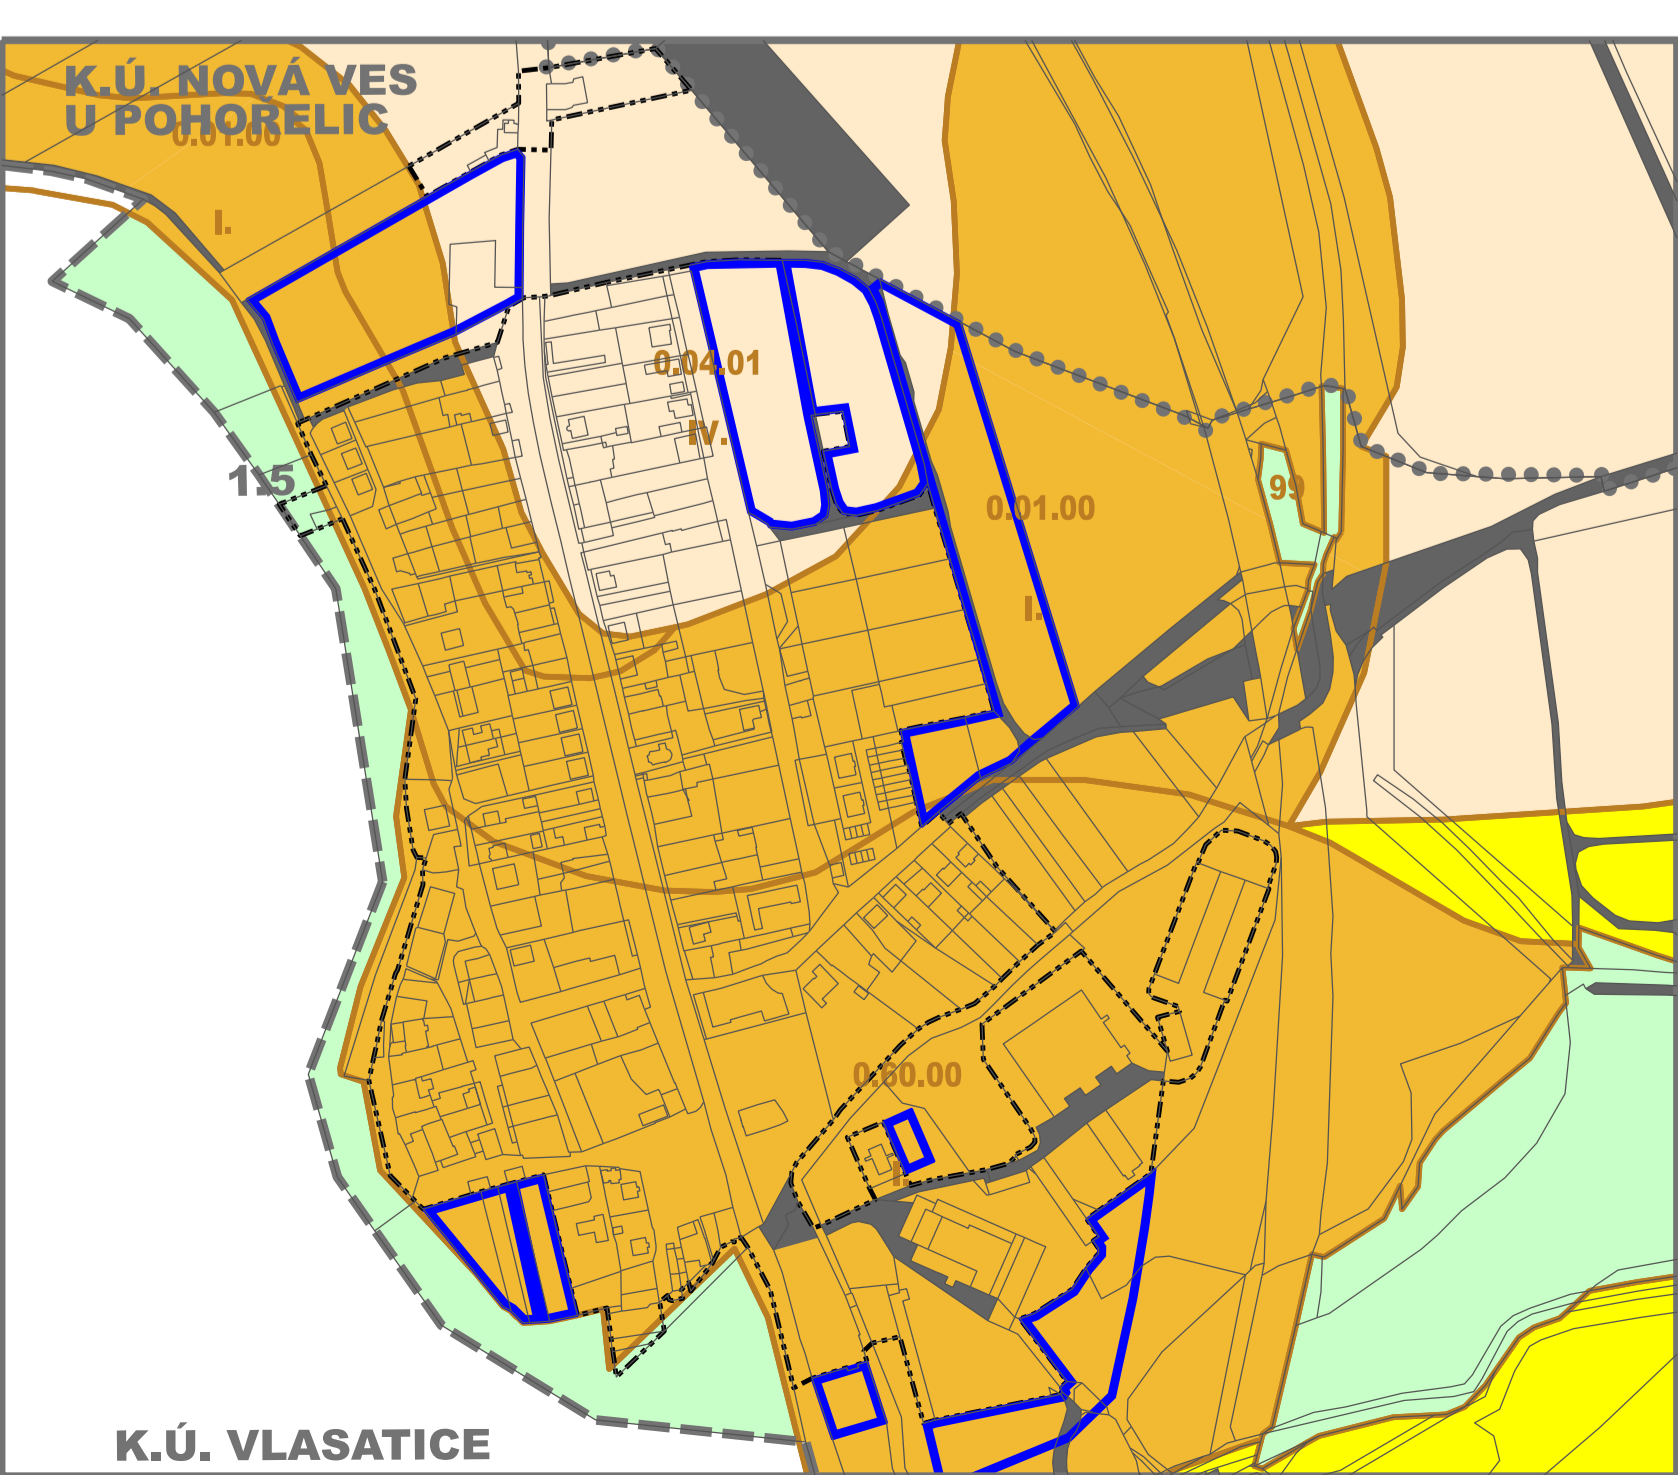 K.Ú. NOVÁ VES
U POHOŘELIC
0.01.00
I.
0.04.01
IV.
1.5
99
0.01.00
I.
0.60.00
I.
K.Ú. VLASATICE